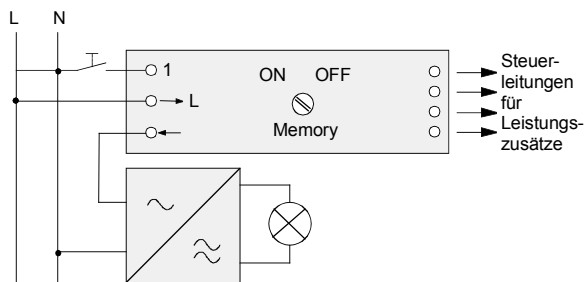 L N
1
ON OFF
L
Memory
Steuer-
leitungen
für
Leistungs-
zusätze